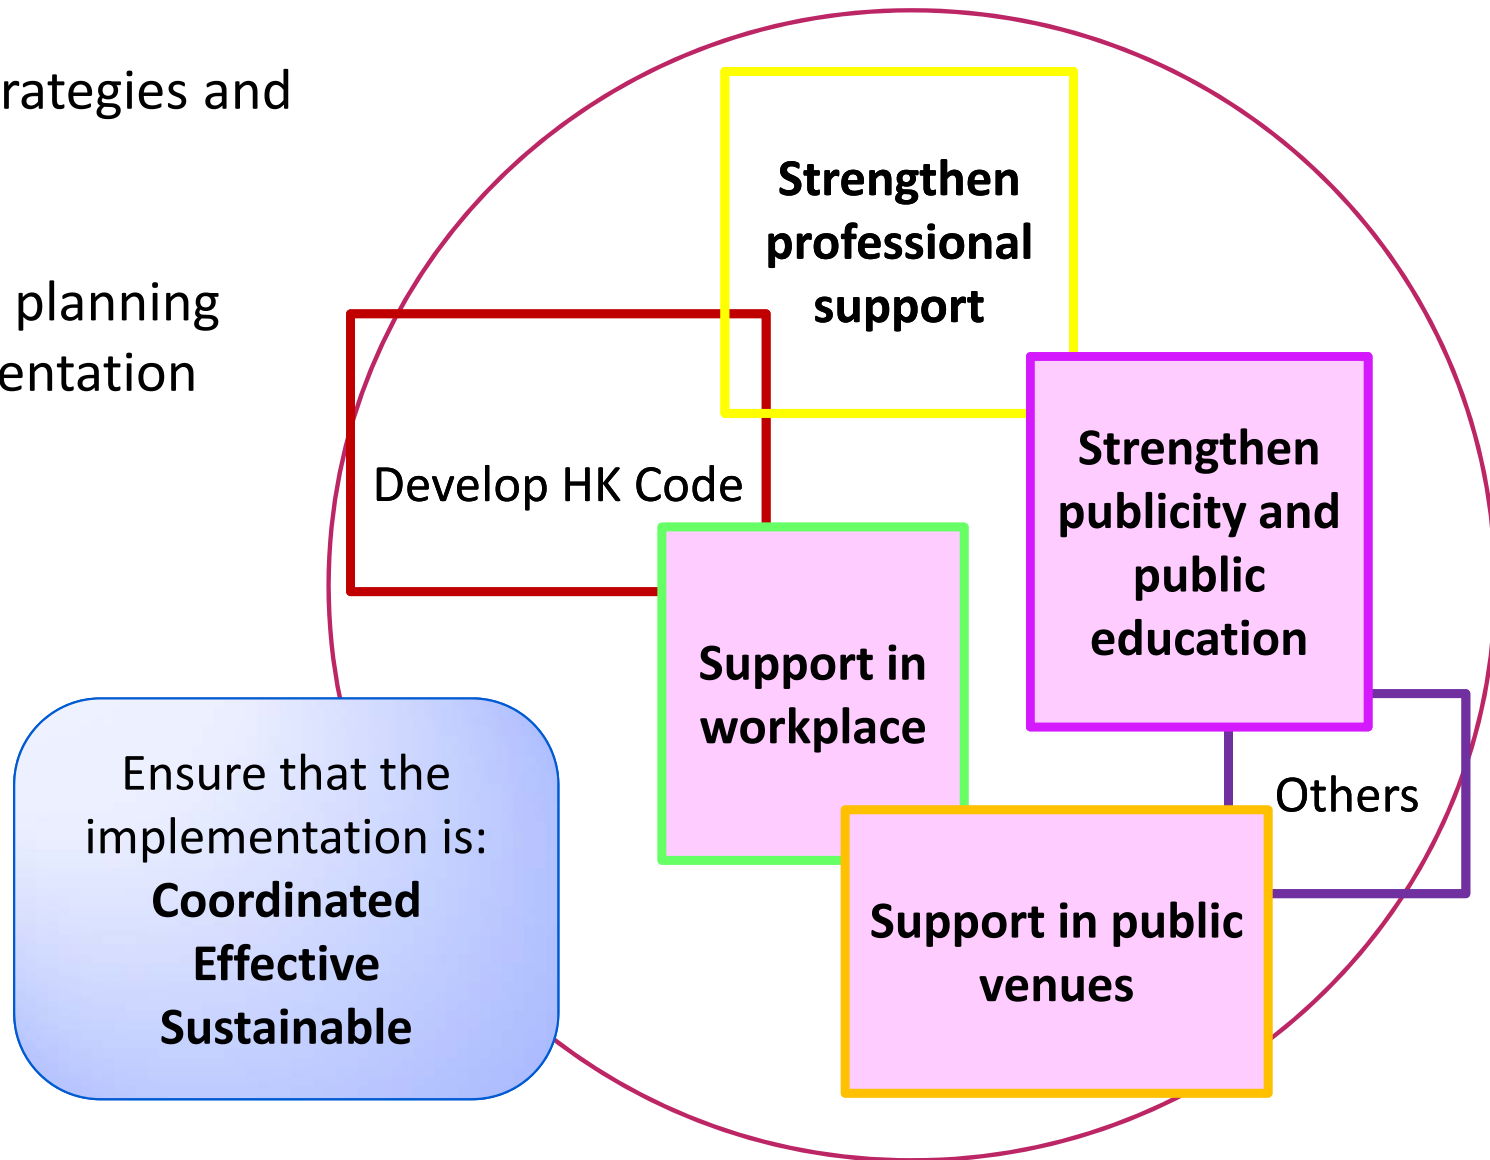 rategies and
planning
entation
Strengthen
professional
support
Develop HK Code
Strengthen
publicity and
public
education
Support in
workplace
Others
Support in public
venues
Ensure that the
implementation is:
Coordinated
Effective
Sustainable